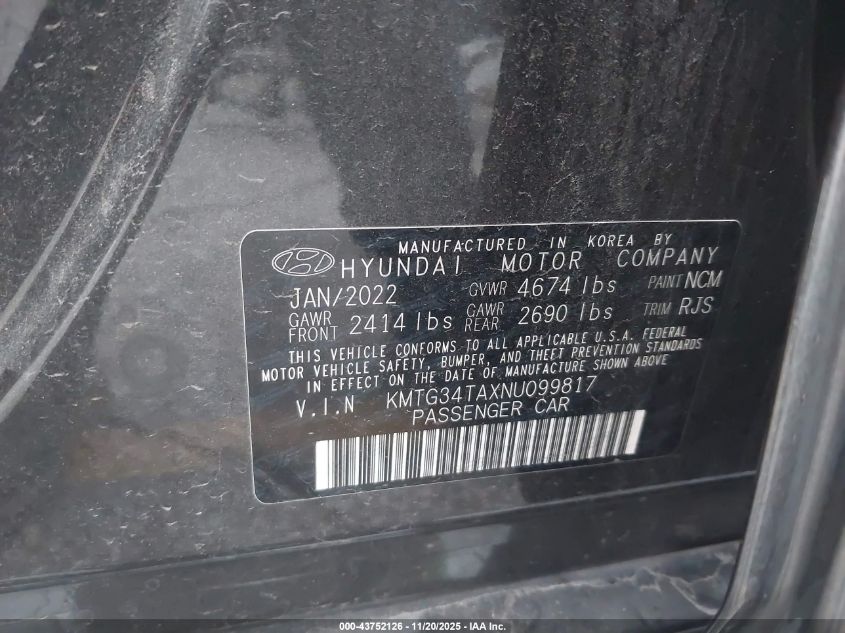 MANUFACTURED IN KOREA BY
HYUNDAI MOTOR COMPANY
JAN/2022 GVWR 4674 lbs PAINT NCM
GAWR FRONT 2414 lbs GAWR REAR 2690 lbs TRIM RJS
THIS VEHICLE CONFORMS TO ALL APPLICABLE U.S.A. FEDERAL
MOTOR VEHICLE SAFETY, BUMPER, AND THEFT PREVENTION STANDARDS
IN EFFECT ON THE DATE OF MANUFACTURE SHOWN ABOVE
V.I.N KMTG34TAXNU099817
PASSENGER CAR
000-43752126 - 11/20/2025 - IAA Inc.